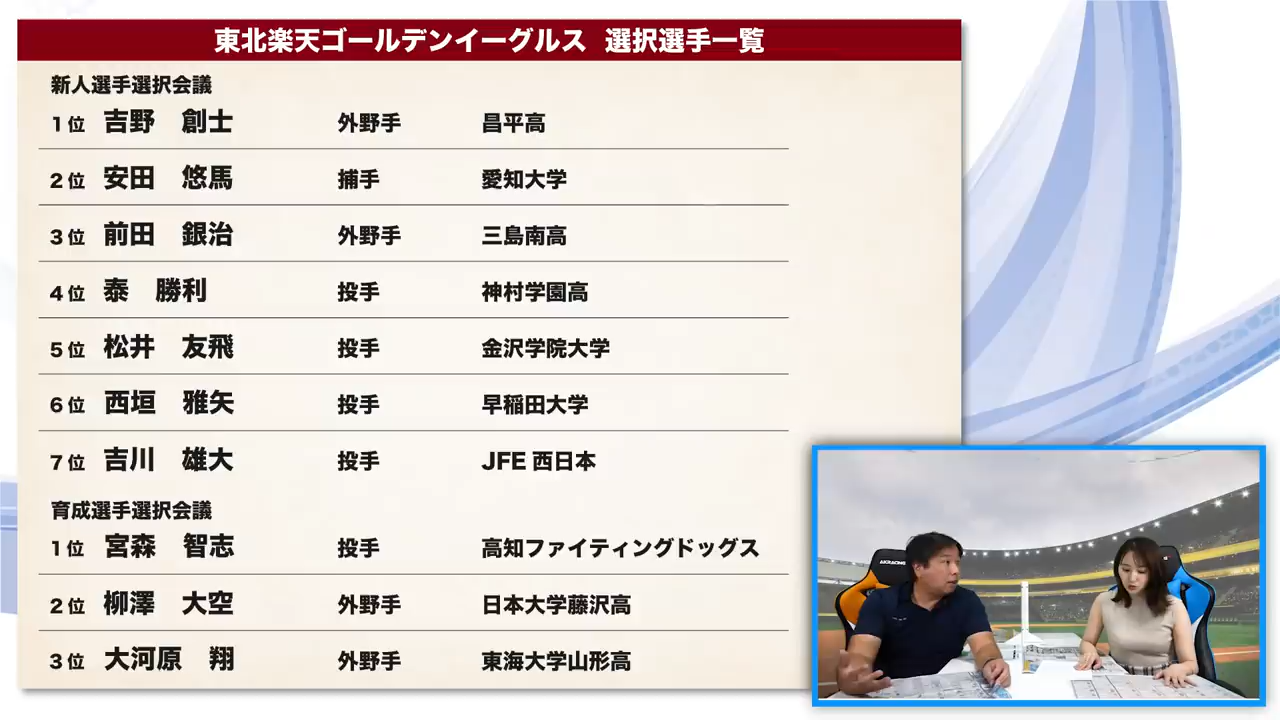 東北楽天ゴールデンイーグルス 選択選手一覧
新人選手選択会議
1位 吉野 創士 外野手 昌平高
2位 安田 悠馬 捕手 愛知大学
3位 前田 銀治 外野手 三島南高
4位 泰 勝利 投手 神村学園高
5位 松井 友飛 投手 金沢学院大学
6位 西垣 雅矢 投手 早稲田大学
7位 吉川 雄大 投手 JFE 西日本
育成選手選択会議
1位 宮森 智志 投手 高知ファイティングドッグス
2位 柳澤 大空 外野手 日本大学藤沢高
3位 大河原 翔 外野手 東海大学山形高
AKRACING